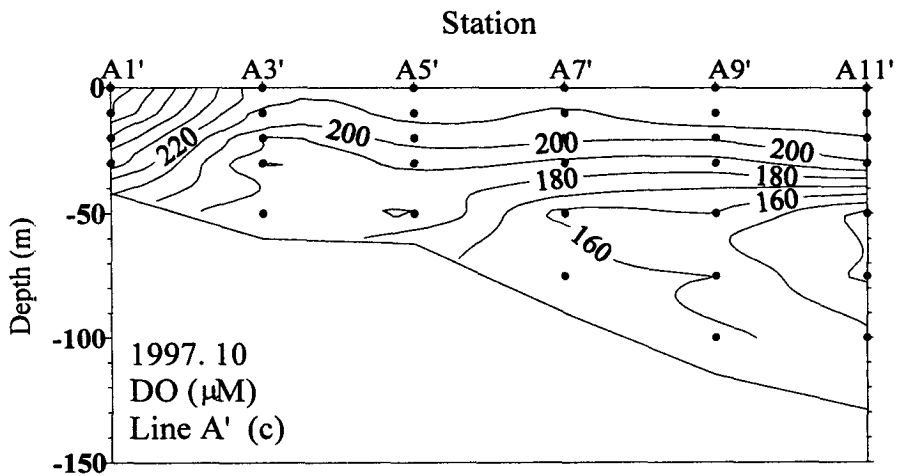 Station
A1' A3' A5' A7' A9' A11'
0
-50
-100
-150
Depth (m)
220
200
200
200
180
180
160
160
1997. 10
DO (μM)
Line A' (c)